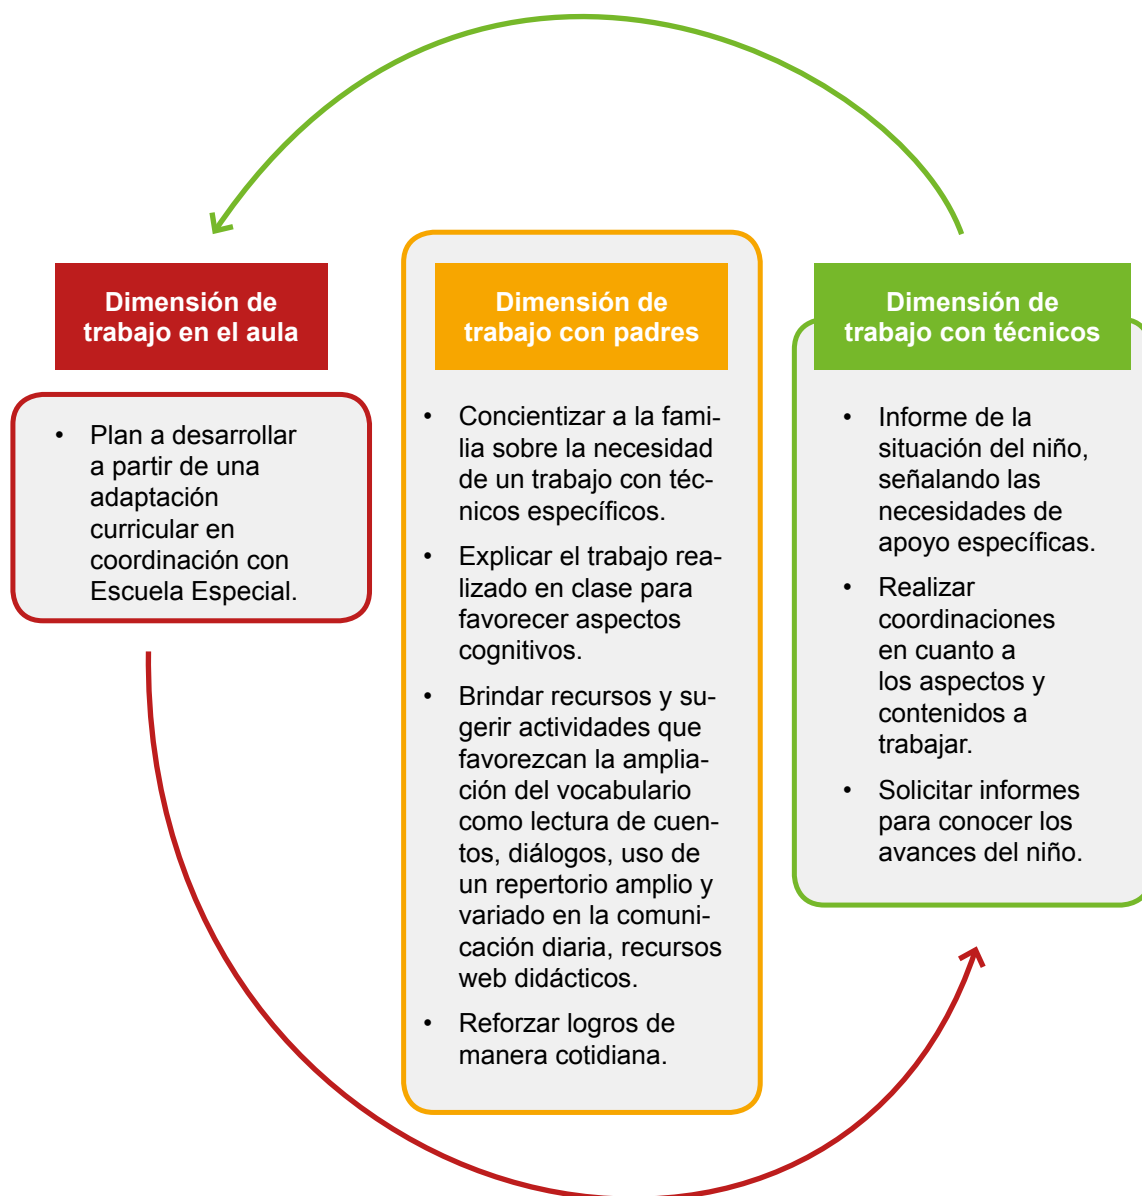 Dimensión de
trabajo en el aula
• Plan a desarrollar
a partir de una
adaptación
curricular en
coordinación con
Escuela Especial.
Dimensión de
trabajo con padres
• Concientizar a la fami-
lia sobre la necesidad
de un trabajo con téc-
nicos específicos.
• Explicar el trabajo rea-
lizado en clase para
favorecer aspectos
cognitivos.
• Brindar recursos y su-
gerir actividades que
favorezcan la amplia-
ción del vocabulario
como lectura de cuen-
tos, diálogos, uso de
un repertorio amplio y
variado en la comuni-
cación diaria, recursos
web didácticos.
• Reforzar logros de
manera cotidiana.
Dimensión de
trabajo con técnicos
• Informe de la
situación del niño,
señalando las
necesidades de
apoyo específicas.
• Realizar
coordinaciones
en cuanto a
los aspectos y
contenidos a
trabajar.
• Solicitar informes
para conocer los
avances del niño.